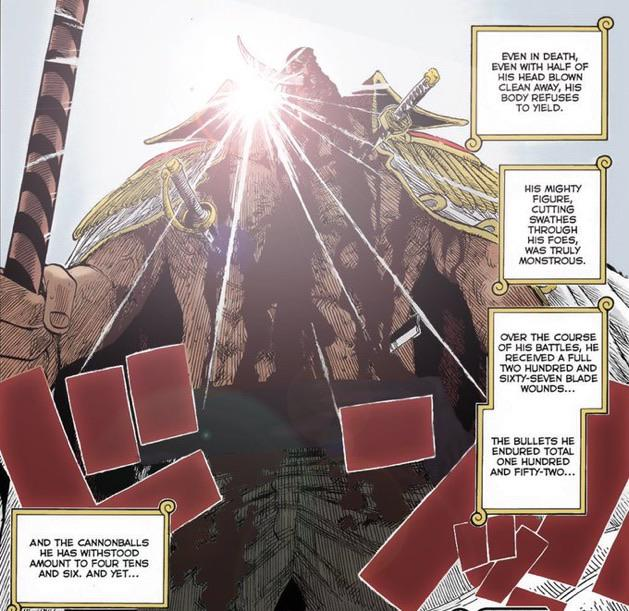 EVEN IN DEATH,
EVEN WITH HALF OF
HIS HEAD BLOWN
CLEAN AWAY, HIS
BODY REFUSES
TO YIELD.
HIS MIGHTY
FIGURE,
CUTTING
SWATHES
THROUGH
HIS FOES,
WAS TRULY
MONSTROUS.
OVER THE COURSE
OF HIS BATTLES, HE
RECEIVED A FULL
TWO HUNDRED AND
SIXTY-SEVEN BLADE
WOUNDS...
THE BULLETS HE
ENDURED TOTAL
ONE HUNDRED
AND FIFTY-TWO...
AND THE CANNONBALLS
HE HAS WITHSTOOD
AMOUNT TO FOUR TENS
AND SIX. AND YET...
ドン